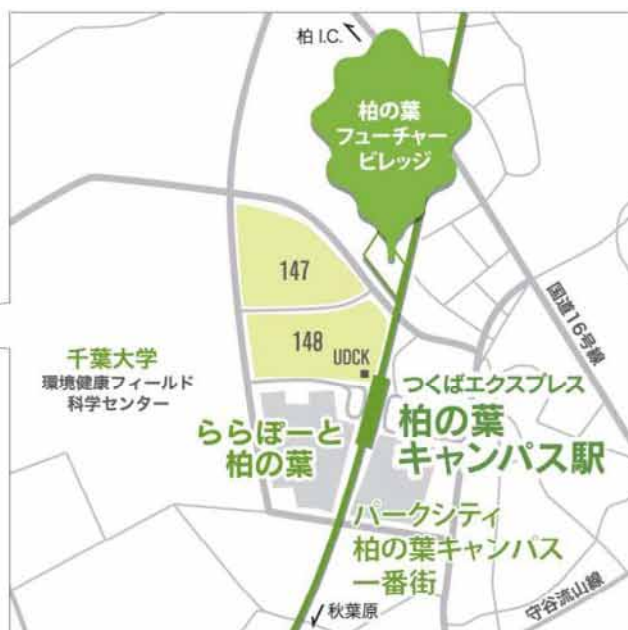 柏 I.C.
柏の葉
フューチャー
ビレッジ
147
国道16号線
148
UDCK
千葉大学
環境健康フィールド
科学センター
つくばエクスプレス
柏の葉
キャンパス駅
ららぽーと
柏の葉
パークシティ
柏の葉キャンパス
一番街
守谷流山線
秋葉原